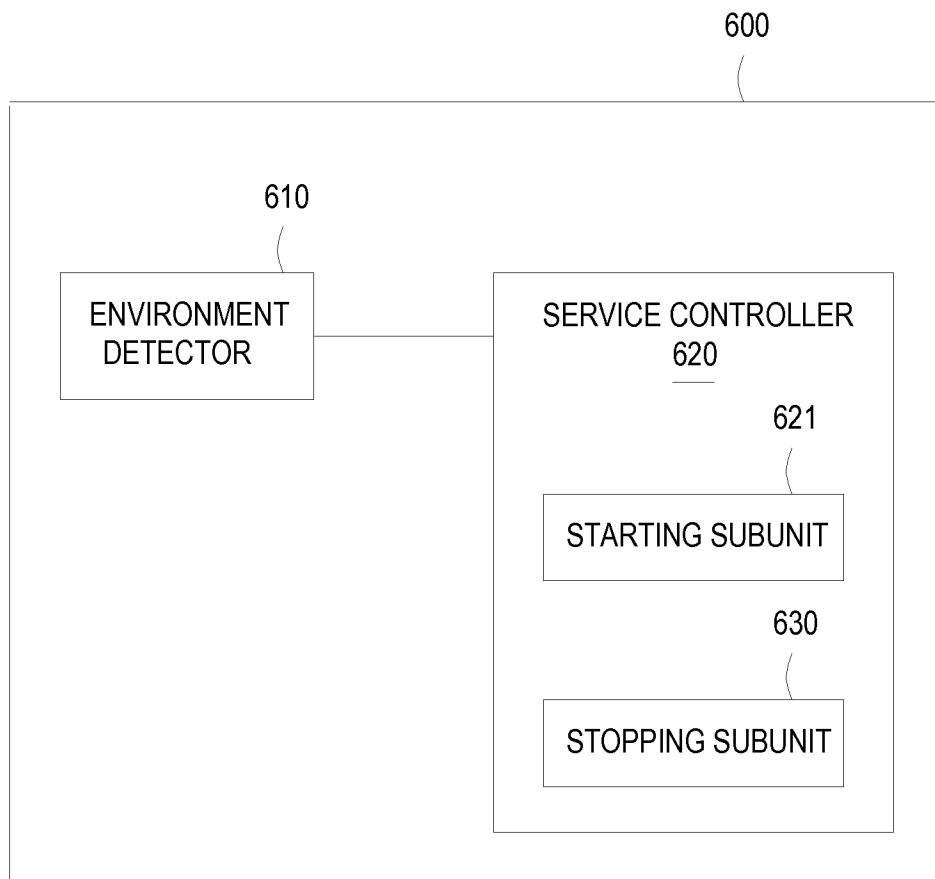 600
610
ENVIRONMENT
DETECTOR
SERVICE CONTROLLER
620
621
STARTING SUBUNIT
630
STOPPING SUBUNIT